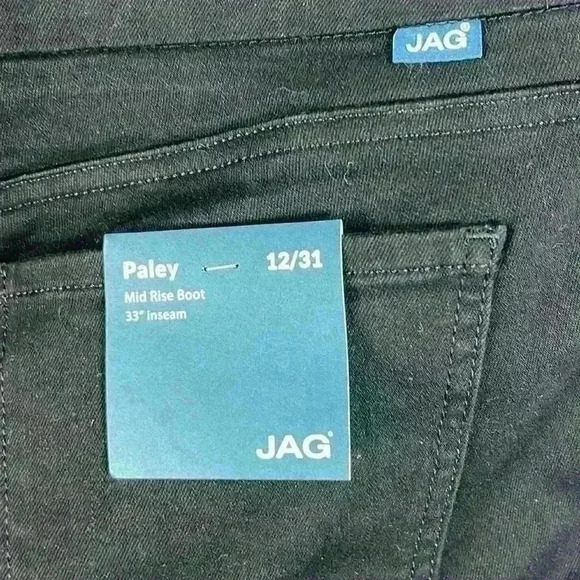 JAG
Paley 12/31
Mid Rise Boot
33" inseam
JAG